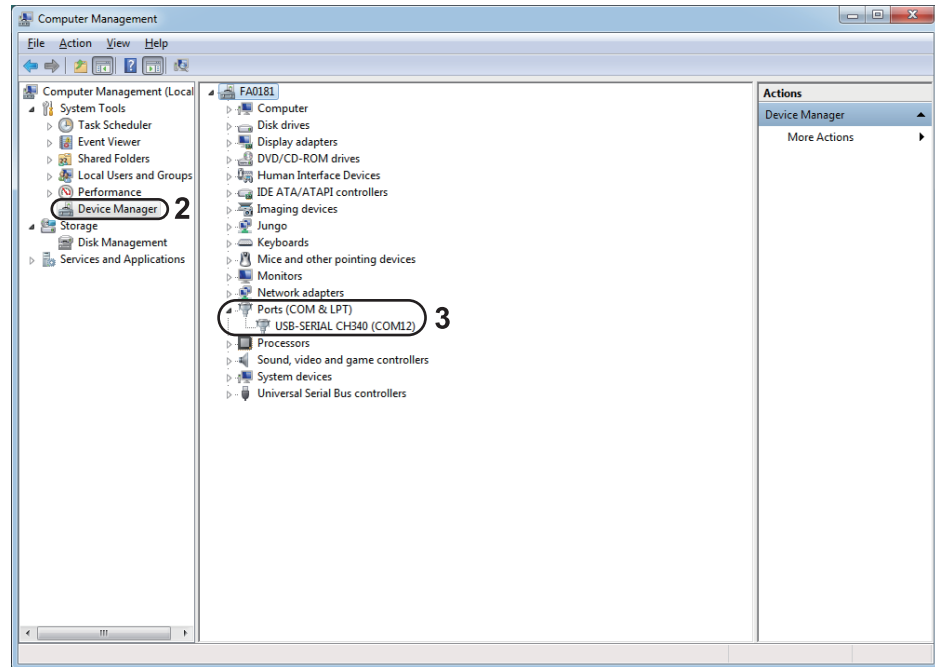 Computer Management
File Action View Help
Computer Management (Local
System Tools
Task Scheduler
Event Viewer
Shared Folders
Local Users and Groups
Performance
Device Manager 2
Storage
Disk Management
Services and Applications
FA0181
Computer
Disk drives
Display adapters
DVD/CD-ROM drives
Human Interface Devices
IDE ATA/ATAPI controllers
Imaging devices
Jungo
Keyboards
Mice and other pointing devices
Monitors
Network adapters
Ports (COM & LPT)
USB-SERIAL CH340 (COM12) 3
Processors
Sound, video and game controllers
System devices
Universal Serial Bus controllers
Actions
Device Manager
More Actions